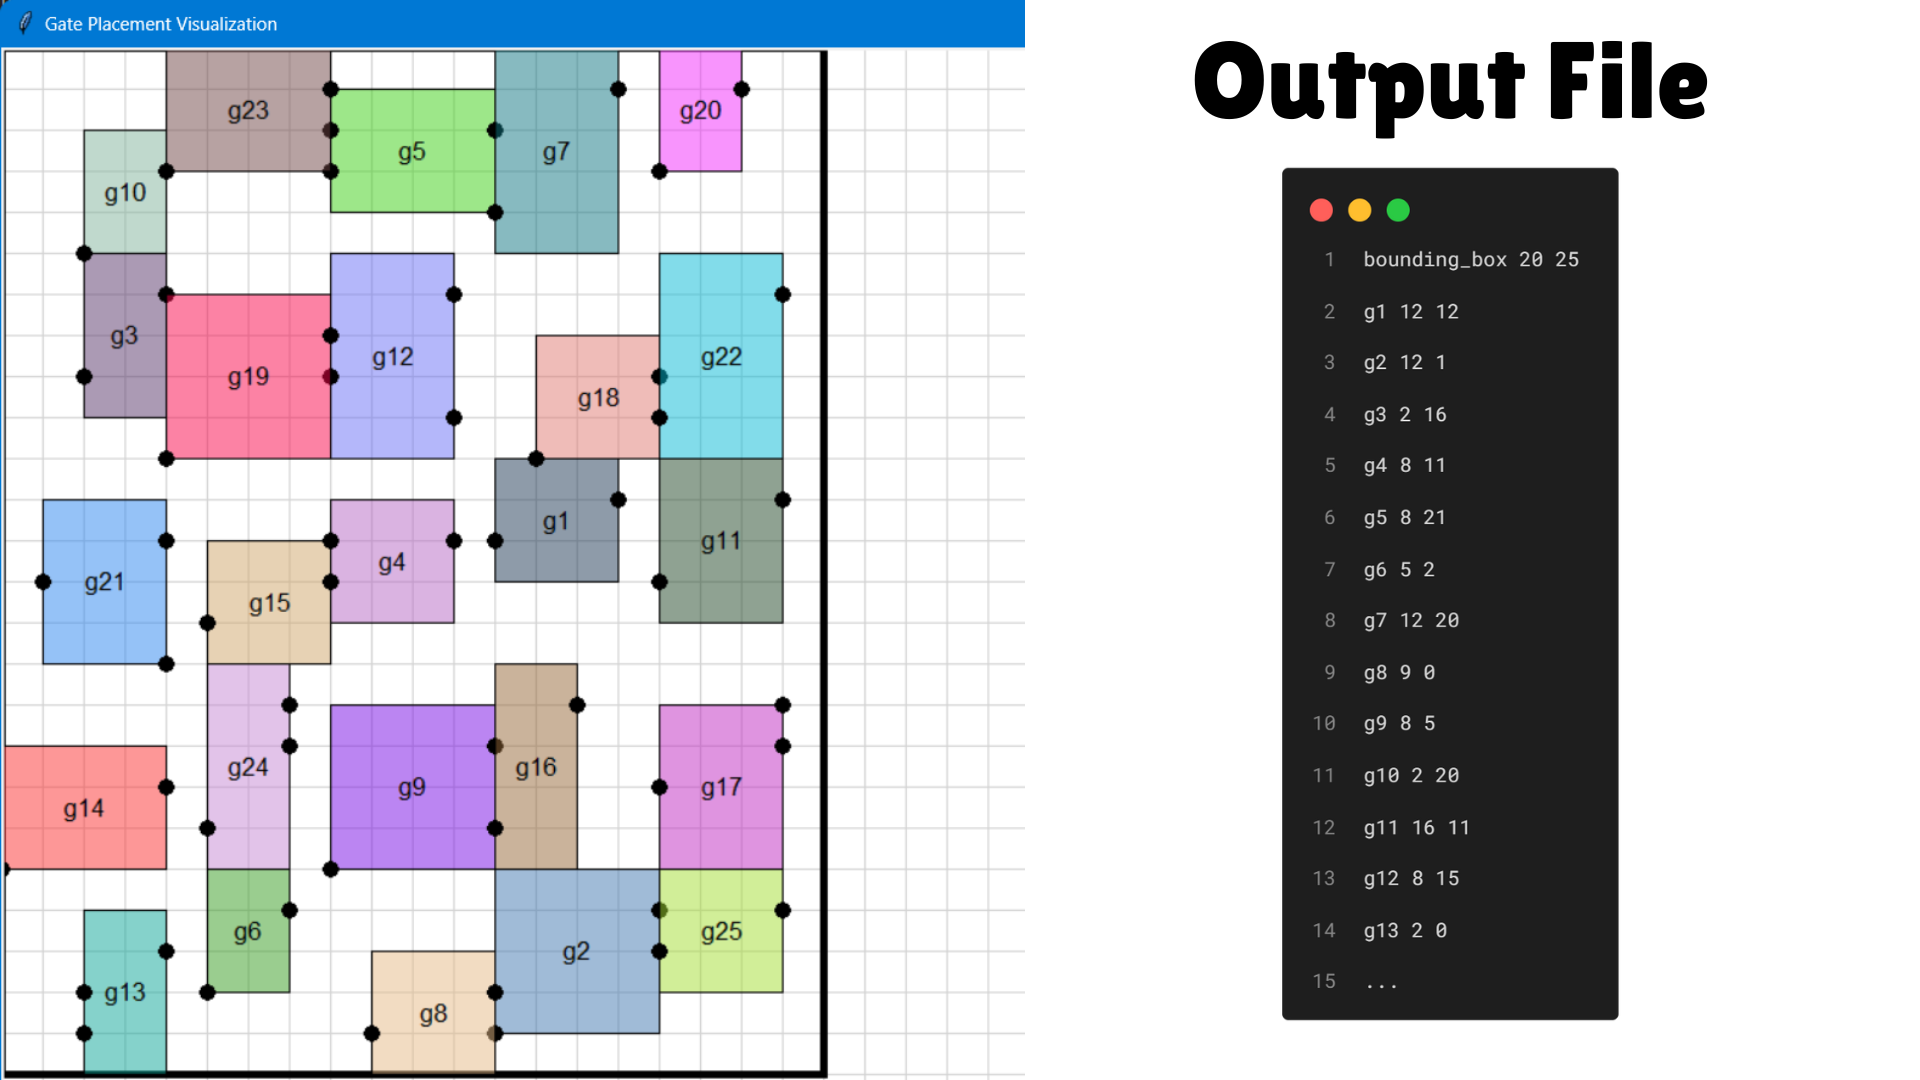 Gate Placement Visualization
g23
g20
g5
g7
g10
g3
g12
g22
g19
g18
g1
g11
g4
g21
g15
g24
g16
g9
g17
g14
g6
g25
g2
g13
g8
Output File
1 bounding_box 20 25
2 g1 12 12
3 g2 12 1
4 g3 2 16
5 g4 8 11
6 g5 8 21
7 g6 5 2
8 g7 12 20
9 g8 9 0
10 g9 8 5
11 g10 2 20
12 g11 16 11
13 g12 8 15
14 g13 2 0
15 ...